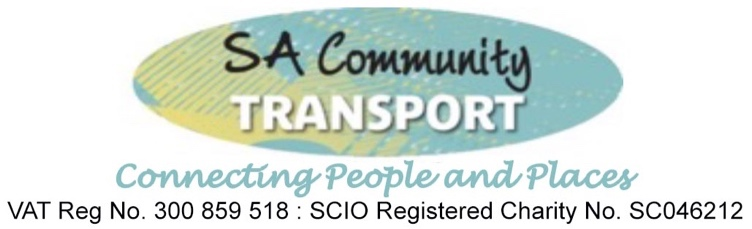 SA Community
TRANSPORT
Connecting People and Places
VAT Reg No. 300 859 518 : SCIO Registered Charity No. SC046212